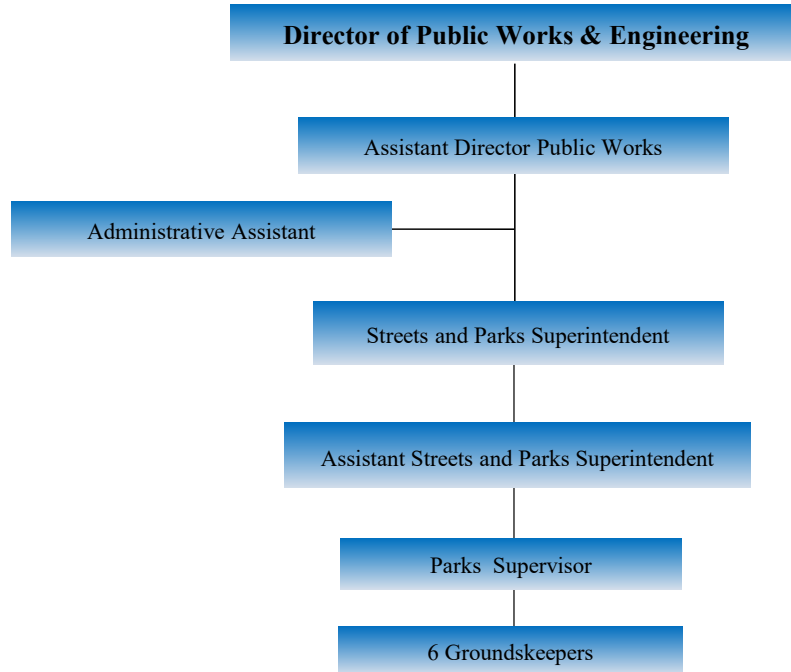 Director of Public Works & Engineering
Assistant Director Public Works
Administrative Assistant
Streets and Parks Superintendent
Assistant Streets and Parks Superintendent
Parks Supervisor
6 Groundskeepers